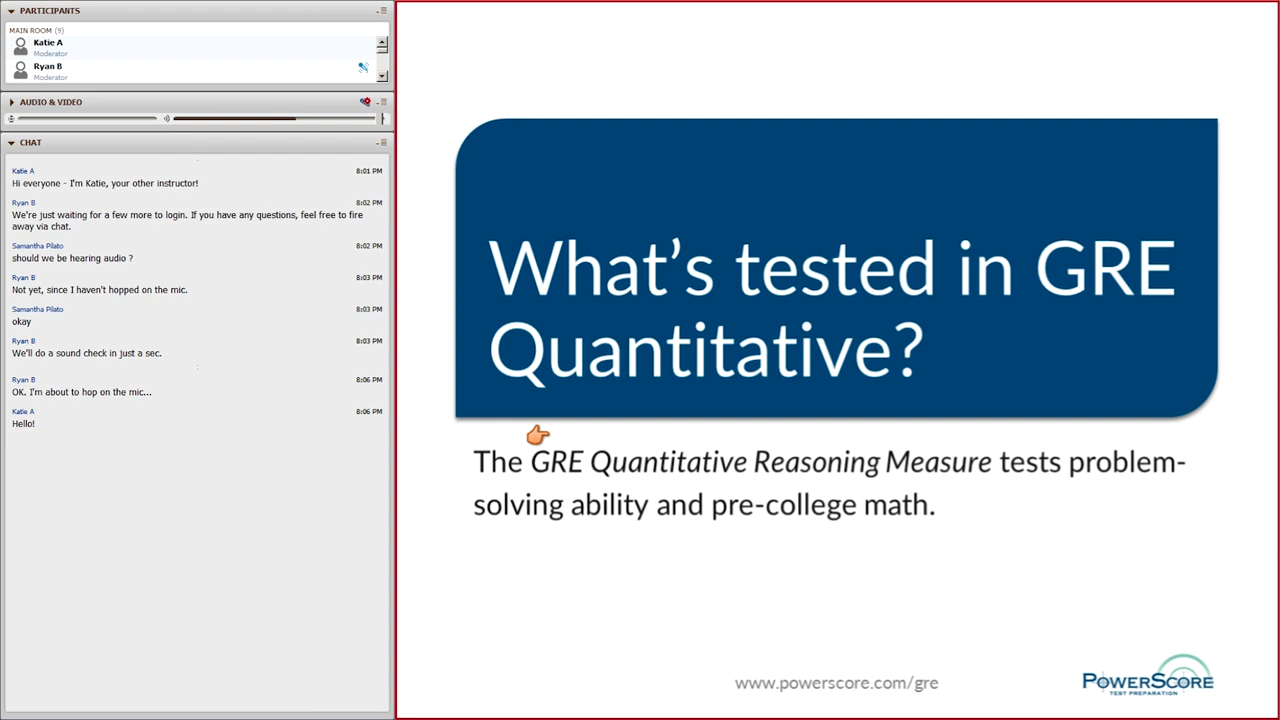 PARTICIPANTS
MAIN ROOM (9)
Katie A
Moderator
Ryan B
Moderator
AUDIO & VIDEO
CHAT
Katie A 8:01 PM
Hi everyone - I'm Katie, your other instructor!
Ryan B 8:02 PM
We're just waiting for a few more to login. If you have any questions, feel free to fire
away via chat.
Samantha Pilato 8:02 PM
should we be hearing audio ?
Ryan B 8:03 PM
Not yet, since I haven't hopped on the mic.
Samantha Pilato 8:03 PM
okay
Ryan B 8:03 PM
We'll do a sound check in just a sec.
Ryan B 8:06 PM
OK. I'm about to hop on the mic...
Katie A 8:06 PM
Hello!
What's tested in GRE
Quantitative?
The GRE Quantitative Reasoning Measure tests problem-
solving ability and pre-college math.
www.powerscore.com/gre
POWERSCORE
TEST PREPARATION